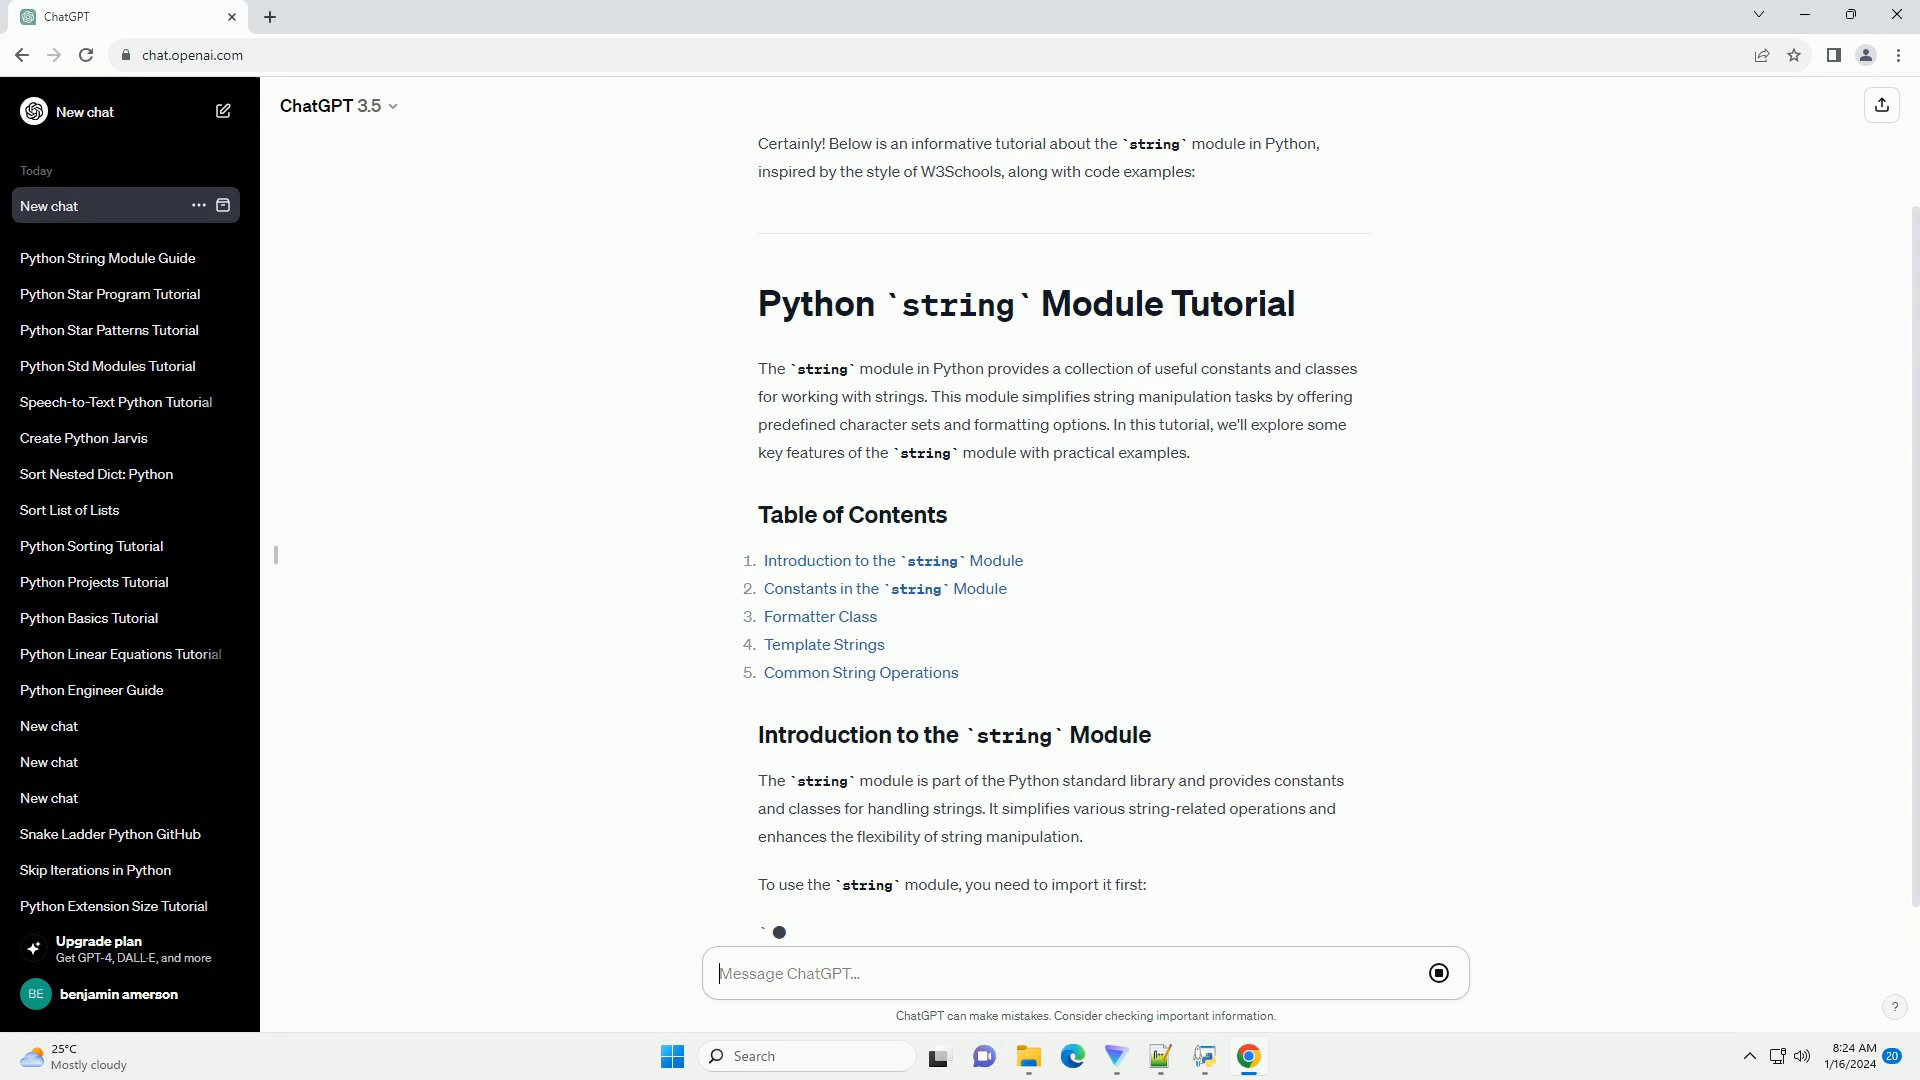 ChatGPT
chat.openai.com
New chat
Today
New chat
Python String Module Guide
Python Star Program Tutorial
Python Star Patterns Tutorial
Python Std Modules Tutorial
Speech-to-Text Python Tutorial
Create Python Jarvis
Sort Nested Dict: Python
Sort List of Lists
Python Sorting Tutorial
Python Projects Tutorial
Python Basics Tutorial
Python Linear Equations Tutorial
Python Engineer Guide
New chat
New chat
New chat
Snake Ladder Python GitHub
Skip Iterations in Python
Python Extension Size Tutorial
Upgrade plan
Get GPT-4, DALL·E, and more
BE benjamin amerson
ChatGPT 3.5
Certainly! Below is an informative tutorial about the `string` module in Python,
inspired by the style of W3Schools, along with code examples:
Python `string` Module Tutorial
The `string` module in Python provides a collection of useful constants and classes
for working with strings. This module simplifies string manipulation tasks by offering
predefined character sets and formatting options. In this tutorial, we'll explore some
key features of the `string` module with practical examples.
Table of Contents
1. Introduction to the `string` Module
2. Constants in the `string` Module
3. Formatter Class
4. Template Strings
5. Common String Operations
Introduction to the `string` Module
The `string` module is part of the Python standard library and provides constants
and classes for handling strings. It simplifies various string-related operations and
enhances the flexibility of string manipulation.
To use the `string` module, you need to import it first:
`
Message ChatGPT...
ChatGPT can make mistakes. Consider checking important information.
?
25°C
Mostly cloudy
Search
8:24 AM
1/16/2024
20